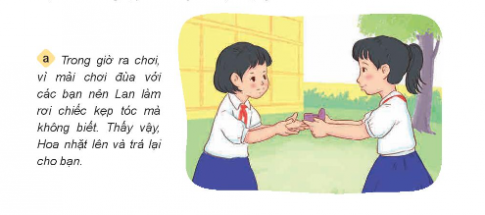 a Trong giờ ra chơi,
vì mải chơi đùa với
các bạn nên Lan làm
rơi chiếc kẹp tóc mà
không biết. Thấy vậy,
Hoa nhặt lên và trả lại
cho bạn.